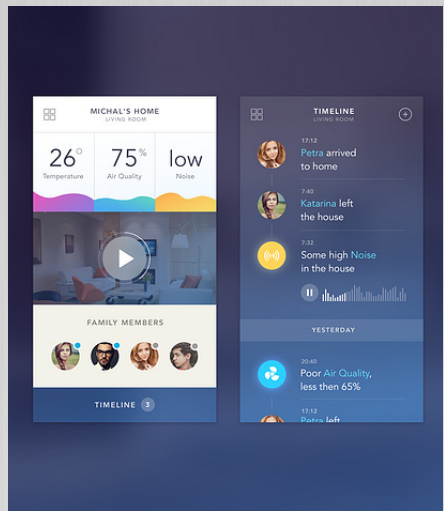 MICHAL'S HOME
LIVING ROOM
26°
75%
low
Temperature
Air Quality
Noise
FAMILY MEMBERS
TIMELINE 3
TIMELINE
LIVING ROOM
17:12
Petra arrived
to home
7:40
Katarina left
the house
7:32
Some high Noise
in the house
YESTERDAY
20:40
Poor Air Quality,
less then 65%
17:12
Petra left